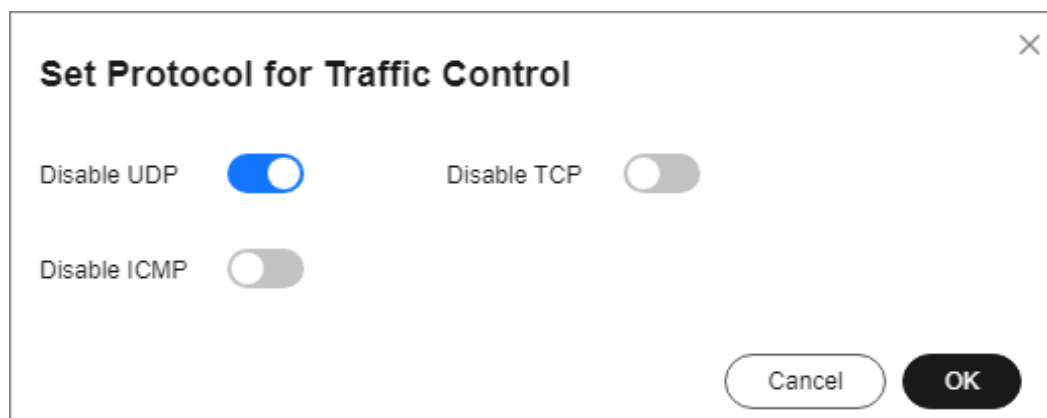 Set Protocol for Traffic Control
Disable UDP
Disable TCP
Disable ICMP
Cancel
OK